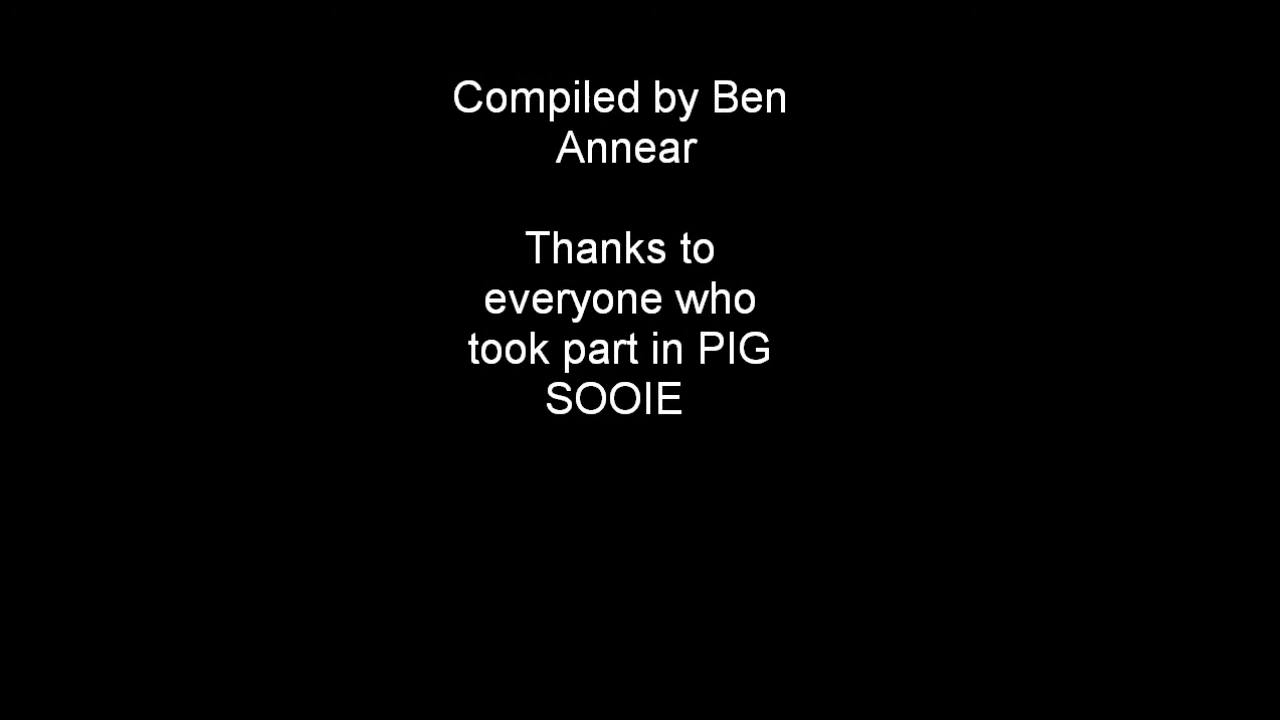 Compiled by Ben
Annear
Thanks to
everyone who
took part in PIG
SOOIE